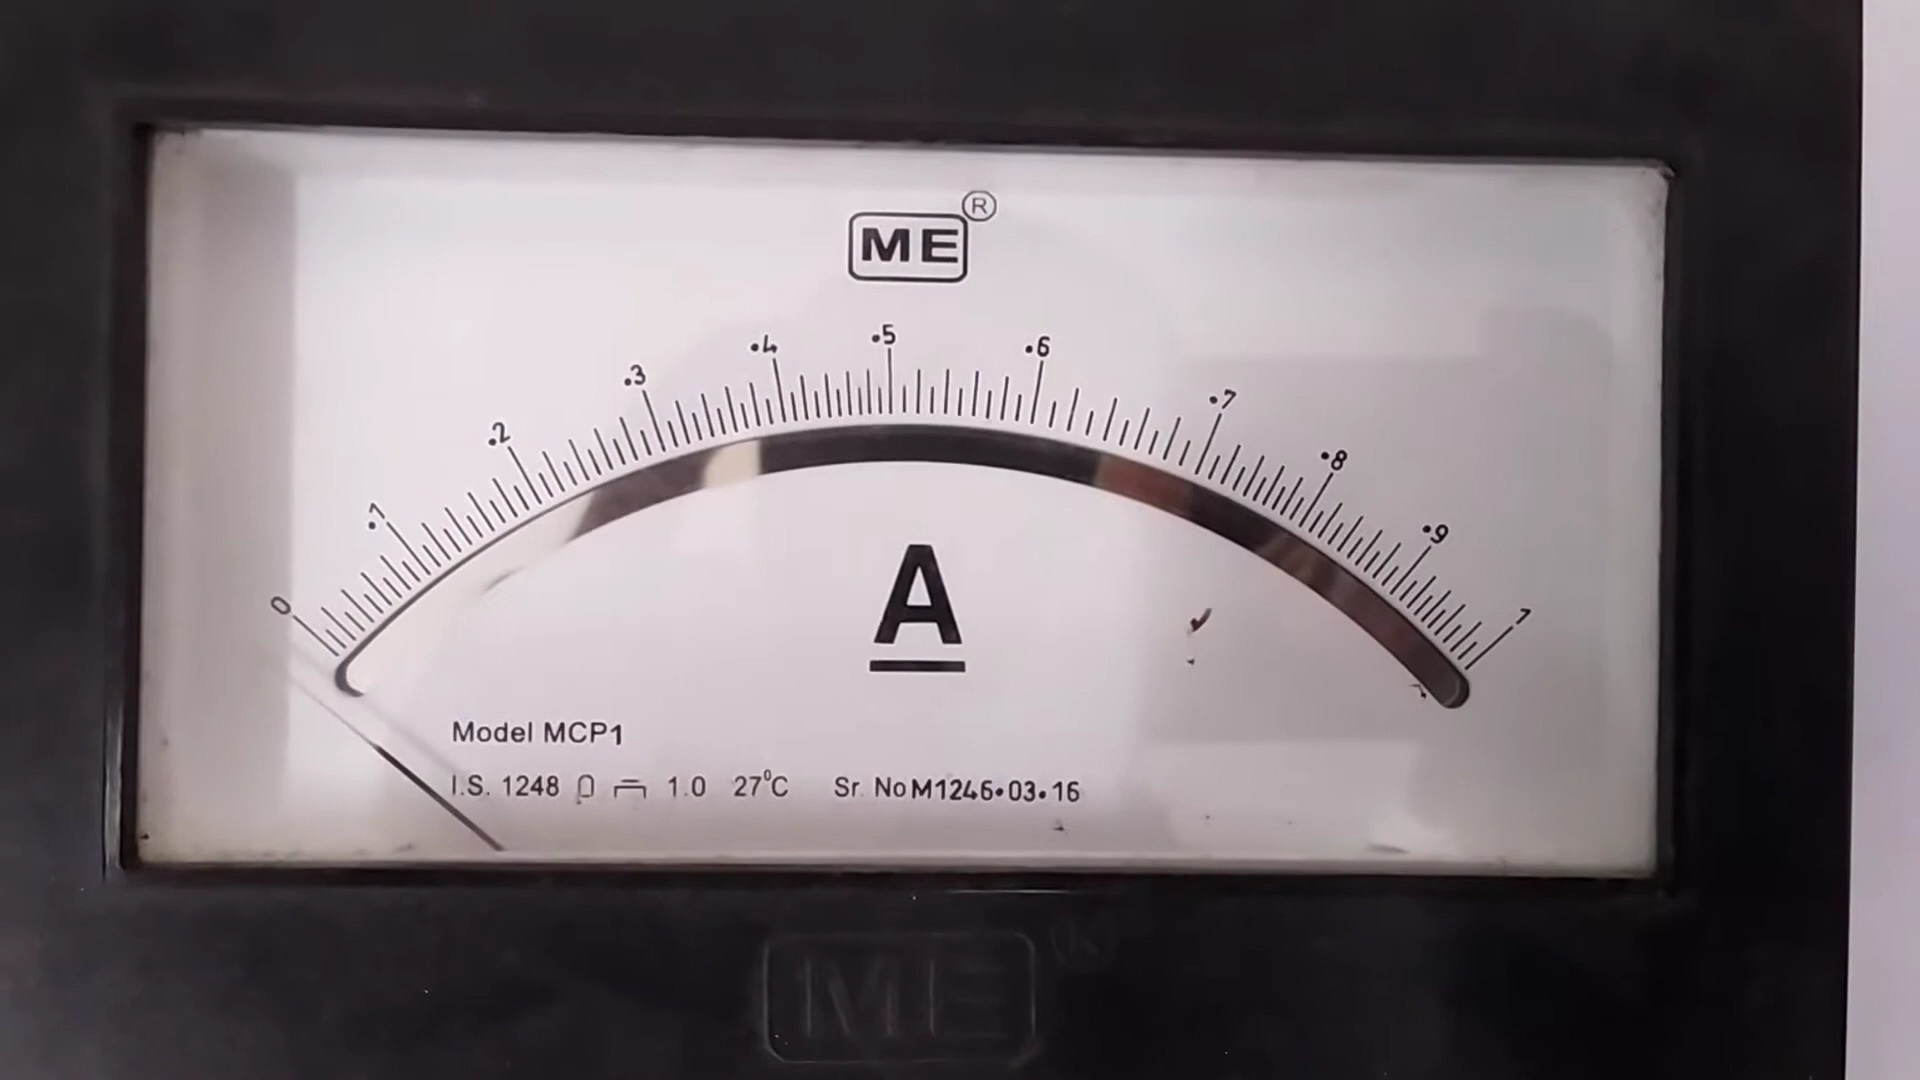 ME®
0 .1 .2 .3 .4 .5 .6 .7 .8 .9 1
A
Model MCP1
I.S. 1248 1.0 27°C Sr. No M1246.03.16
ME®